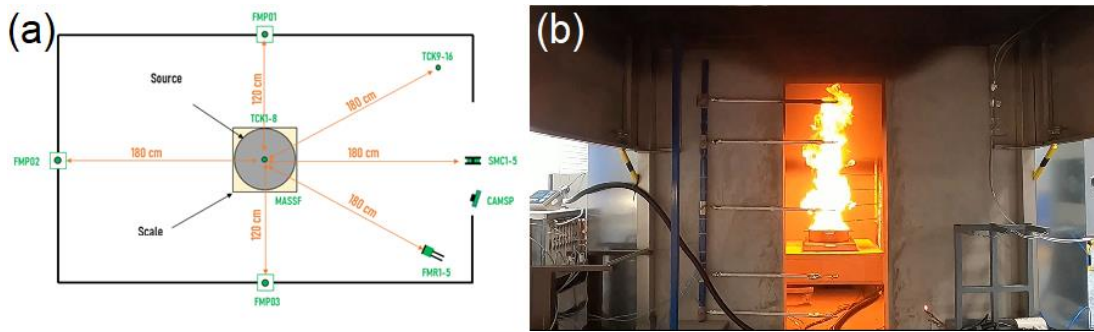 (a)
FMP01
TCK9-16
Source
120 cm
180 cm
TCK1-8
FMP02
180 cm
180 cm
SMC1-5
MASSF
CAMSP
Scale
120 cm
180 cm
FMR1-5
FMP03
(b)